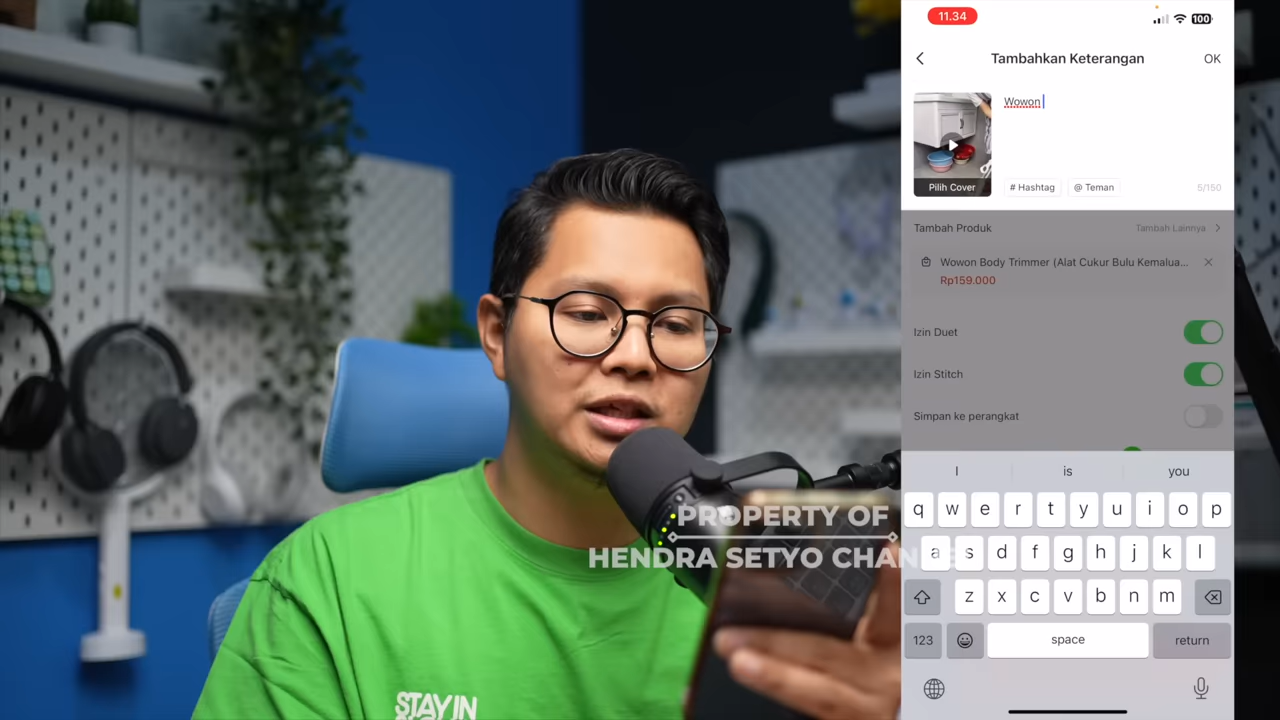 11.34
100
Tambahkan Keterangan
OK
Wowon
Pilih Cover
# Hashtag
@ Teman
5/150
Tambah Produk
Tambah Lainnya
Wowon Body Trimmer (Alat Cukur Bulu Kemalua...
Rp159.000
Izin Duet
Izin Stitch
Simpan ke perangkat
I is you
q w e r t y u i o p
a s d f g h j k l
z x c v b n m
123
space
return
PROPERTY OF
HENDRA SETYO
STAY IN